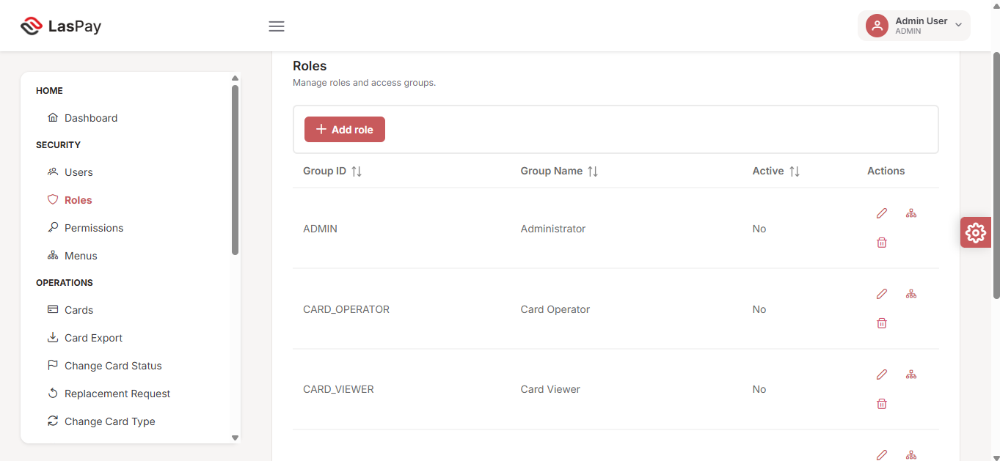 LasPay
Admin User
ADMIN
HOME
Dashboard
SECURITY
Users
Roles
Permissions
Menus
OPERATIONS
Cards
Card Export
Change Card Status
Replacement Request
Change Card Type
Roles
Manage roles and access groups.
Add role
Group ID Group Name Active Actions
ADMIN Administrator No
CARD_OPERATOR Card Operator No
CARD_VIEWER Card Viewer No